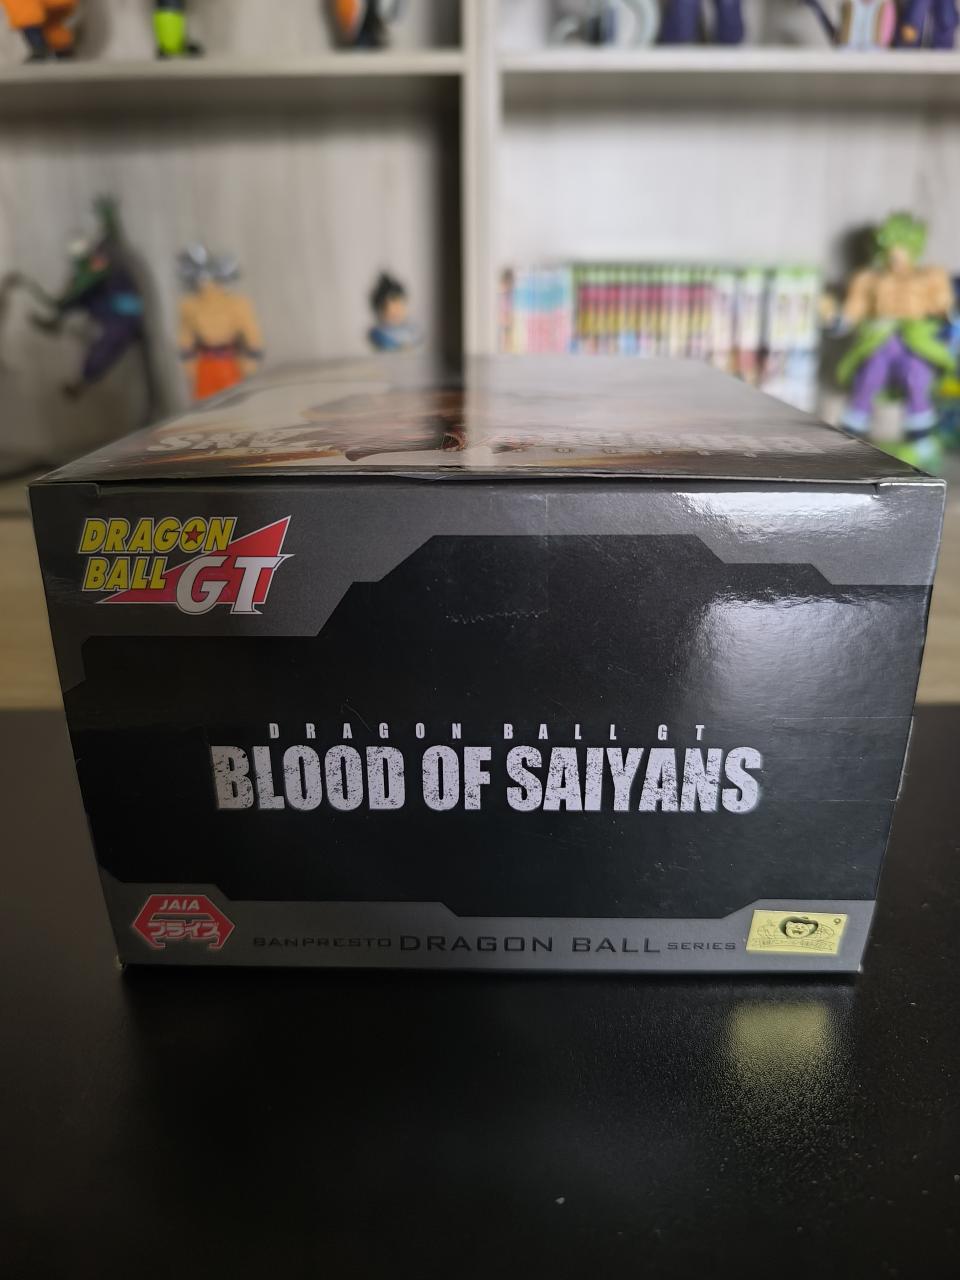 DRAGON
BALL GT
DRAGON BALL GT
BLOOD OF SAIYANS
JAIA
プライズ
BANPRESTO DRAGON BALL SERIES